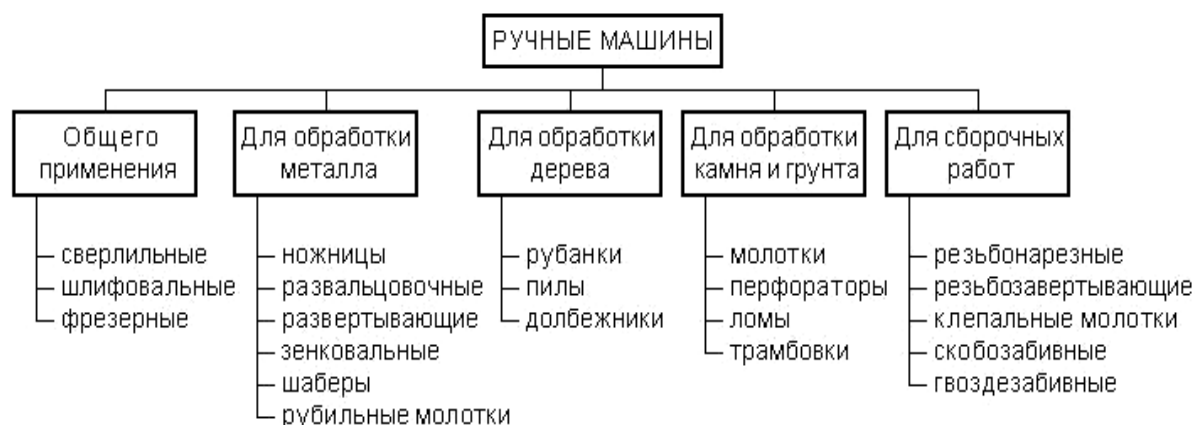 РУЧНЫЕ МАШИНЫ
Общего
применения
сверлильные
шлифовальные
фрезерные
Для обработки
металла
ножницы
развальцовочные
развертывающие
зенковальные
шаберы
рубильные молотки
Для обработки
дерева
рубанки
пилы
долбежники
Для обработки
камня и грунта
молотки
перфораторы
ломы
трамбовки
Для сборочных
работ
резьбонарезные
резьбозавертывающие
клепальные молотки
скобозабивные
гвоздезабивные